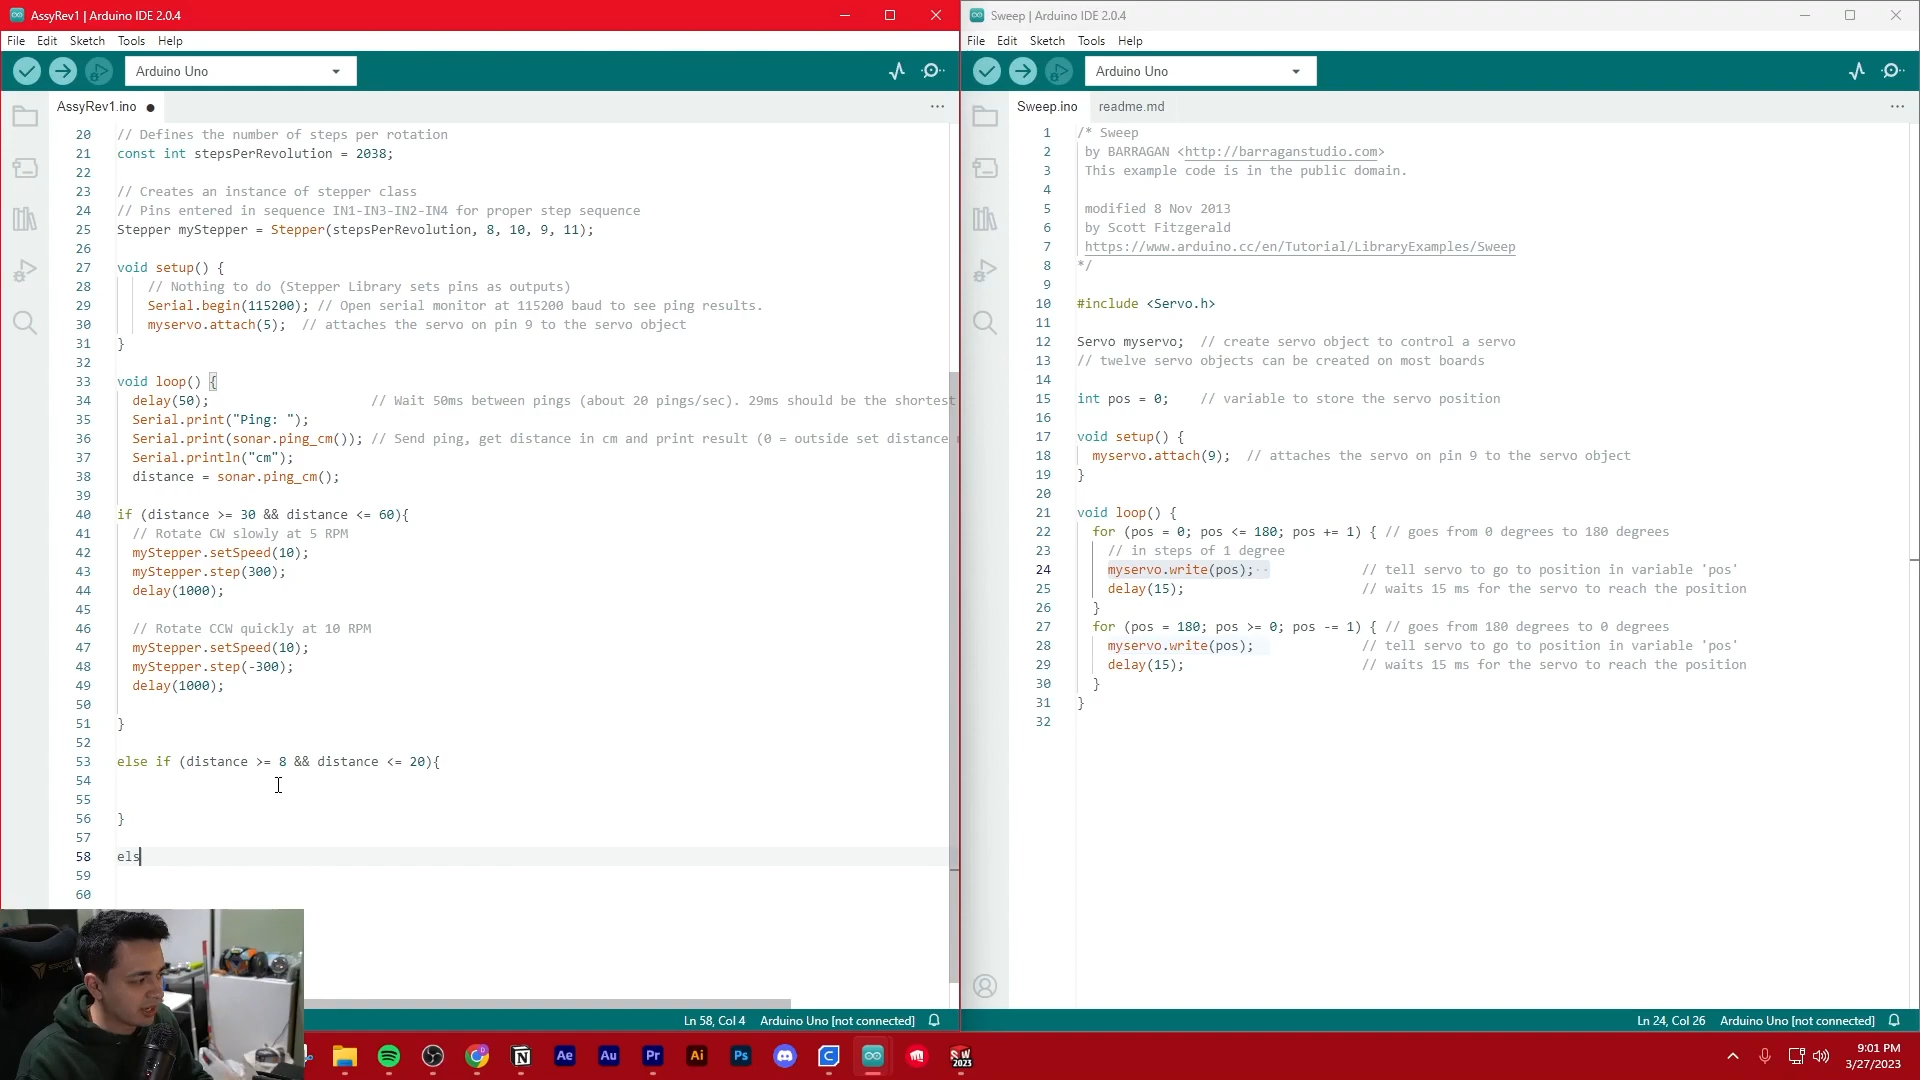 AssyRev1 | Arduino IDE 2.0.4
File Edit Sketch Tools Help
Arduino Uno
AssyRev1.ino
20 // Defines the number of steps per rotation
21 const int stepsPerRevolution = 2038;
22
23 // Creates an instance of stepper class
24 // Pins entered in sequence IN1-IN3-IN2-IN4 for proper step sequence
25 Stepper myStepper = Stepper(stepsPerRevolution, 8, 10, 9, 11);
26
27 void setup() {
28 // Nothing to do (Stepper Library sets pins as outputs)
29 Serial.begin(115200); // Open serial monitor at 115200 baud to see ping results.
30 myservo.attach(5); // attaches the servo on pin 9 to the servo object
31 }
32
33 void loop() {
34 delay(50); // Wait 50ms between pings (about 20 pings/sec). 29ms should be the shortest
35 Serial.print("Ping: ");
36 Serial.print(sonar.ping_cm()); // Send ping, get distance in cm and print result (0 = outside set distance
37 Serial.println("cm");
38 distance = sonar.ping_cm();
39
40 if (distance >= 30 && distance <= 60){
41 // Rotate CW slowly at 5 RPM
42 myStepper.setSpeed(10);
43 myStepper.step(300);
44 delay(1000);
45
46 // Rotate CCW quickly at 10 RPM
47 myStepper.setSpeed(10);
48 myStepper.step(-300);
49 delay(1000);
50
51 }
52
53 else if (distance >= 8 && distance <= 20){
54
55
56 }
57
58 els
59
60
Ln 58, Col 4 Arduino Uno [not connected]
Sweep | Arduino IDE 2.0.4
File Edit Sketch Tools Help
Arduino Uno
Sweep.ino readme.md
1 /* Sweep
2 by BARRAGAN <http://barraganstudio.com>
3 This example code is in the public domain.
4
5 modified 8 Nov 2013
6 by Scott Fitzgerald
7 https://www.arduino.cc/en/Tutorial/LibraryExamples/Sweep
8 */
9
10 #include <Servo.h>
11
12 Servo myservo; // create servo object to control a servo
13 // twelve servo objects can be created on most boards
14
15 int pos = 0; // variable to store the servo position
16
17 void setup() {
18 myservo.attach(9); // attaches the servo on pin 9 to the servo object
19 }
20
21 void loop() {
22 for (pos = 0; pos <= 180; pos += 1) { // goes from 0 degrees to 180 degrees
23 // in steps of 1 degree
24 myservo.write(pos); // tell servo to go to position in variable 'pos'
25 delay(15); // waits 15 ms for the servo to reach the position
26 }
27 for (pos = 180; pos >= 0; pos -= 1) { // goes from 180 degrees to 0 degrees
28 myservo.write(pos); // tell servo to go to position in variable 'pos'
29 delay(15); // waits 15 ms for the servo to reach the position
30 }
31 }
32
Ln 24, Col 26 Arduino Uno [not connected]
Ae Au Pr Ai Ps SW 2023
9:01 PM
3/27/2023